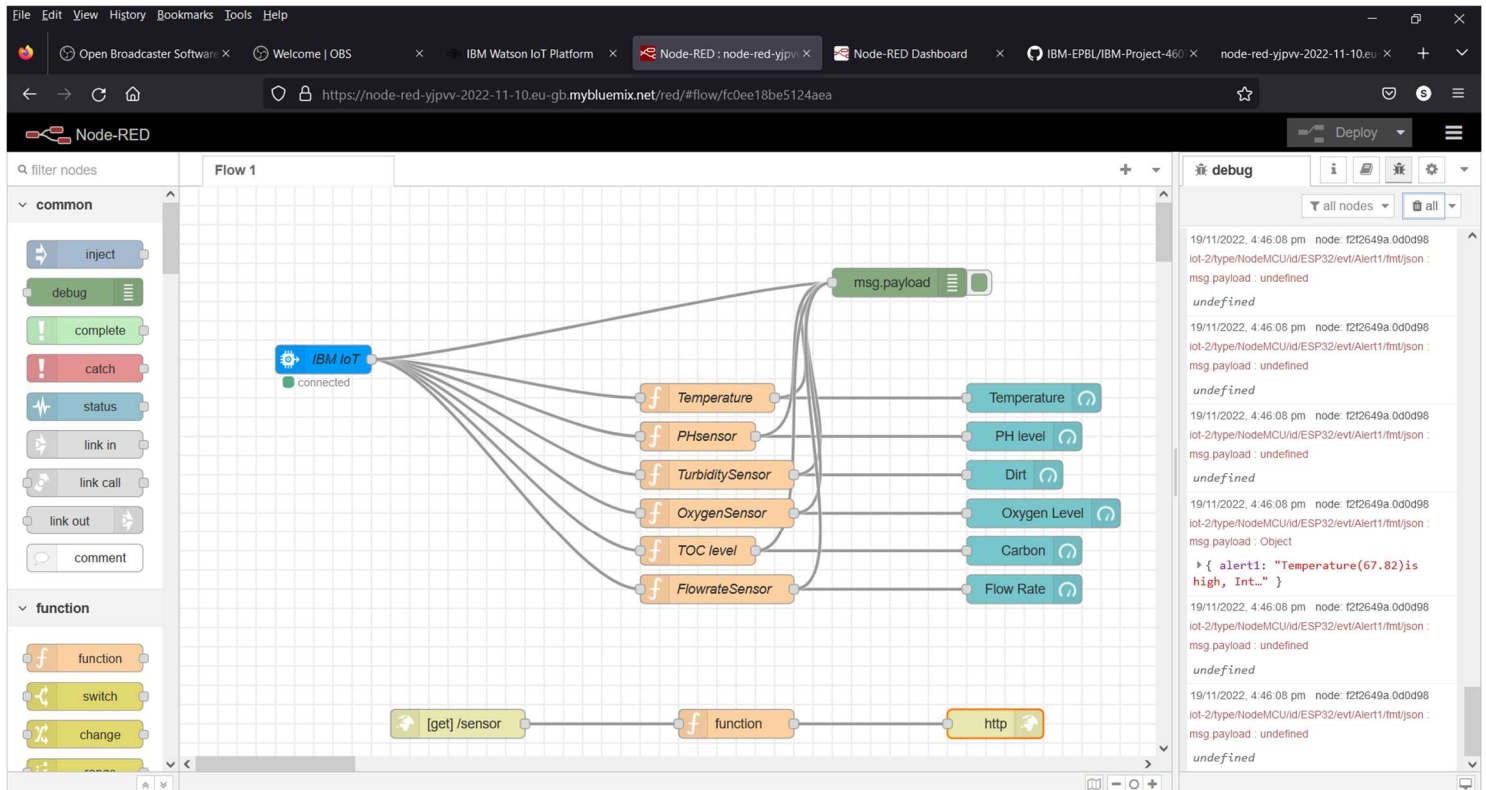 File Edit View History Bookmarks Tools Help
Open Broadcaster Software
Welcome | OBS
IBM Watson IoT Platform
Node-RED : node-red-yjpvv
Node-RED Dashboard
IBM-EPBL/IBM-Project-460
node-red-yjpvv-2022-11-10.eu
https://node-red-yjpvv-2022-11-10.eu-gb.mybluemix.net/red/#flow/fc0ee18be5124aea
S
Node-RED
Deploy
filter nodes
Flow 1
debug
i
common
all nodes
all
inject
debug
complete
catch
status
link in
link call
link out
comment
function
function
switch
change
range
IBM IoT
connected
msg.payload
Temperature
Temperature
PHsensor
PH level
TurbiditySensor
Dirt
OxygenSensor
Oxygen Level
TOC level
Carbon
FlowrateSensor
Flow Rate
[get] /sensor
function
http
19/11/2022, 4:46:08 pm node: f2f2649a.0d0d98
iot-2/type/NodeMCU/id/ESP32/evt/Alert1/fmt/json :
msg.payload : undefined
undefined
19/11/2022, 4:46:08 pm node: f2f2649a.0d0d98
iot-2/type/NodeMCU/id/ESP32/evt/Alert1/fmt/json :
msg.payload : undefined
undefined
19/11/2022, 4:46:08 pm node: f2f2649a.0d0d98
iot-2/type/NodeMCU/id/ESP32/evt/Alert1/fmt/json :
msg.payload : undefined
undefined
19/11/2022, 4:46:08 pm node: f2f2649a.0d0d98
iot-2/type/NodeMCU/id/ESP32/evt/Alert1/fmt/json :
msg.payload : Object
{ alert1: "Temperature(67.82)is
high, Int…" }
19/11/2022, 4:46:08 pm node: f2f2649a.0d0d98
iot-2/type/NodeMCU/id/ESP32/evt/Alert1/fmt/json :
msg.payload : undefined
undefined
19/11/2022, 4:46:08 pm node: f2f2649a.0d0d98
iot-2/type/NodeMCU/id/ESP32/evt/Alert1/fmt/json :
msg.payload : undefined
undefined